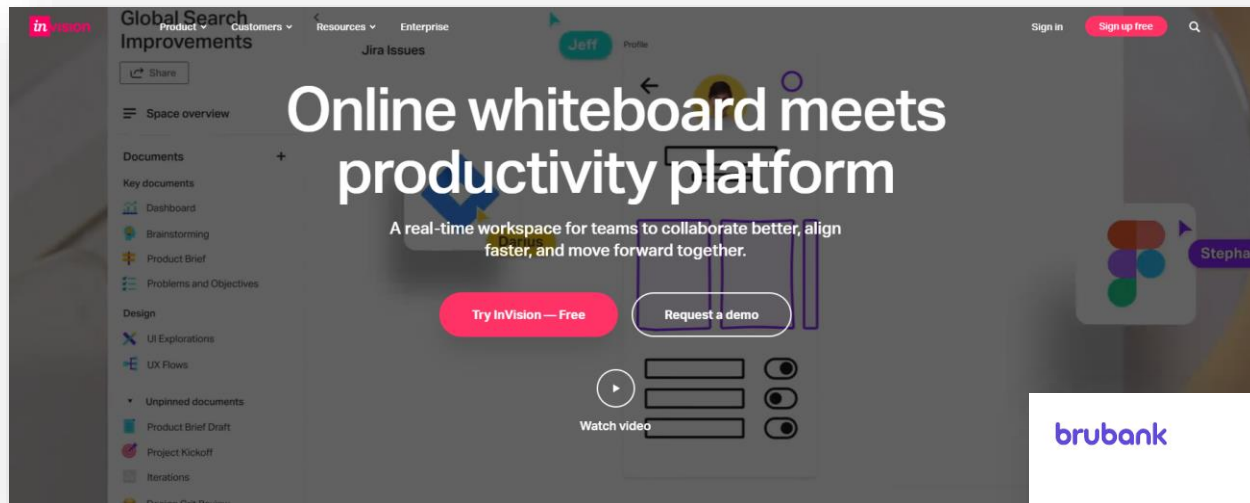 Global Search
Improvements
invision
Product
Customers
Resources
Enterprise
Sign in
Sign up free
Share
Jira Issues
Jeff
Profile
Space overview
Online whiteboard meets
productivity platform
Documents +
Key documents
Dashboard
Brainstorming
Product Brief
Problems and Objectives
A real-time workspace for teams to collaborate better, align
faster, and move forward together.
Darius
Stepha
Try InVision — Free
Request a demo
Design
UI Explorations
UX Flows
Unpinned documents
Product Brief Draft
Project Kickoff
Iterations
Watch video
brubank